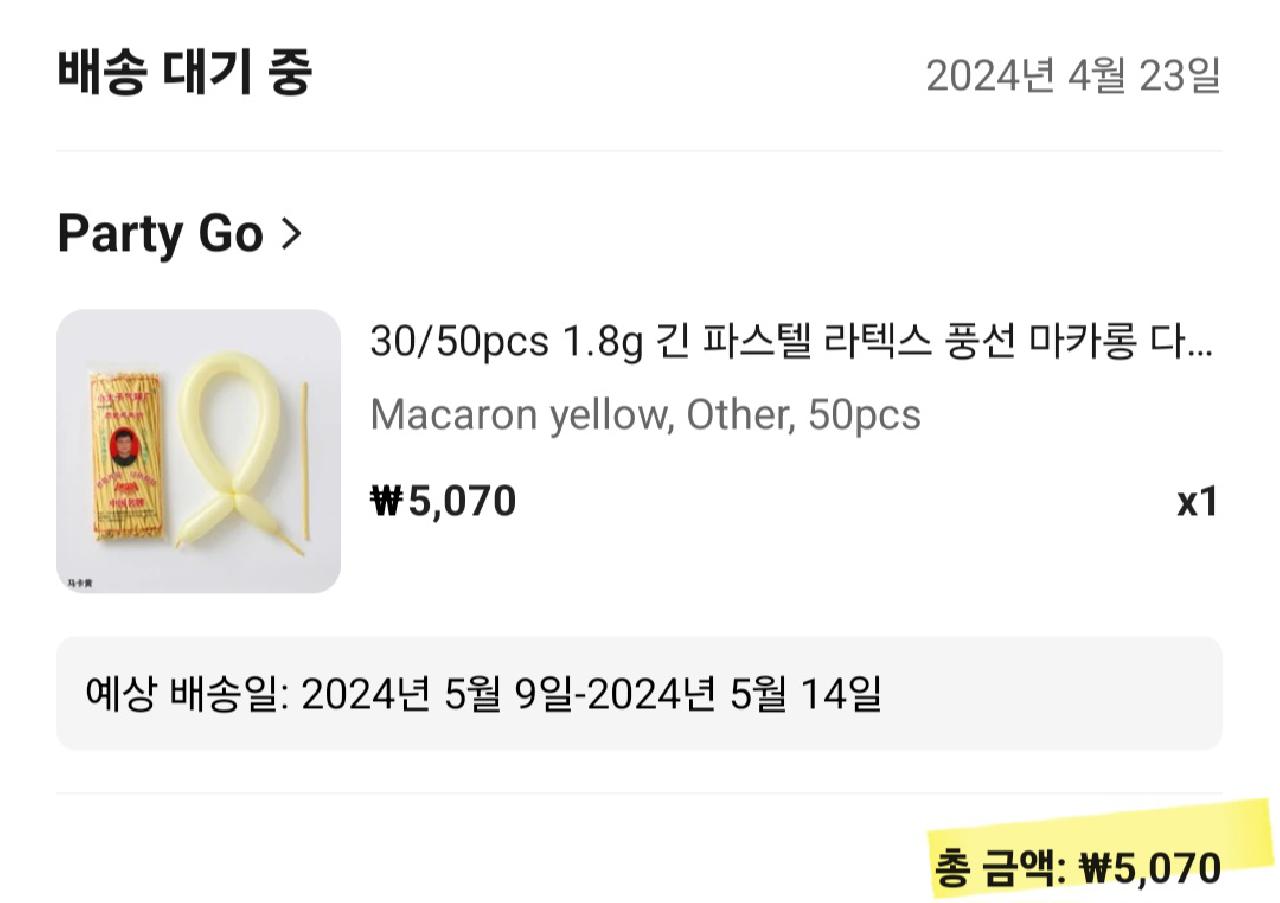 배송 대기 중
2024년 4월 23일
Party Go >
30/50pcs 1.8g 긴 파스텔 라텍스 풍선 마카롱 다...
Macaron yellow, Other, 50pcs
₩5,070
x1
马卡黄
예상 배송일: 2024년 5월 9일-2024년 5월 14일
총 금액: ₩5,070